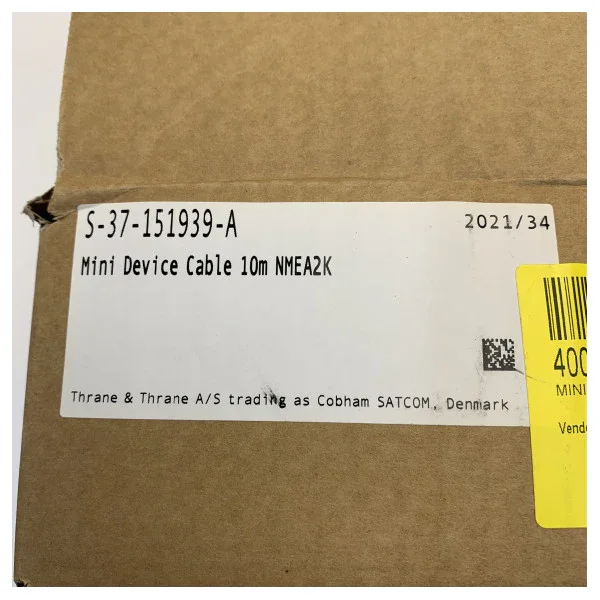 S-37-151939-A
2021/34
Mini Device Cable 10m NMEA2K
Thrane & Thrane A/S trading as Cobham SATCOM, Denmark
400
MINI
Vend